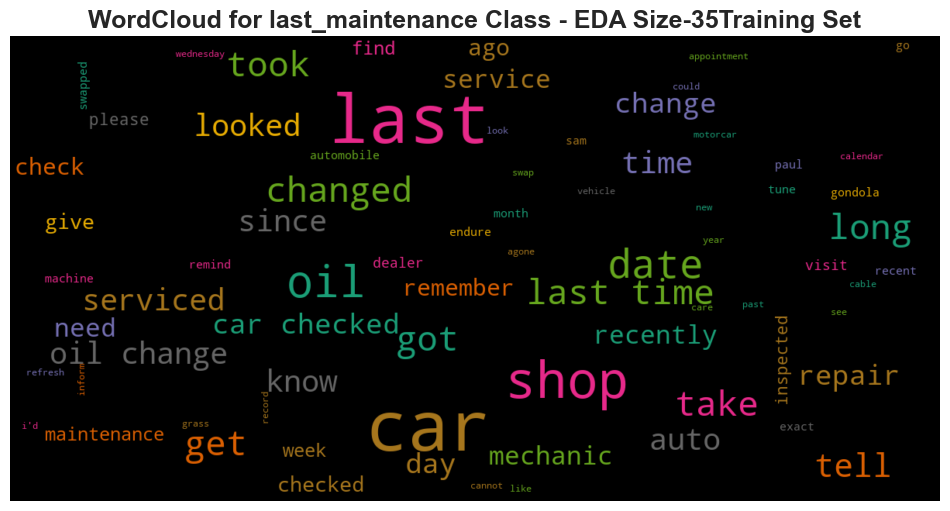 WordCloud for last_maintenance Class - EDA Size-35Training Set
wednesday
find
ago
go
swapped
took
service
appointment
could
please
looked
last
look
change
motorcar
sam
check
automobile
swap
time
paul
calendar
changed
vehicle
tune
gondola
give
since
month
new
long
endure
agone
year
machine
remind
dealer
date
visit
recent
oil
remember
last time
care
past
cable
serviced
see
need
car checked
got
recently
inspected
oil change
refresh
inform
know
shop
repair
record
take
i'd
maintenance
grass
get
car
auto
exact
week
day
mechanic
tell
checked
cannot
like